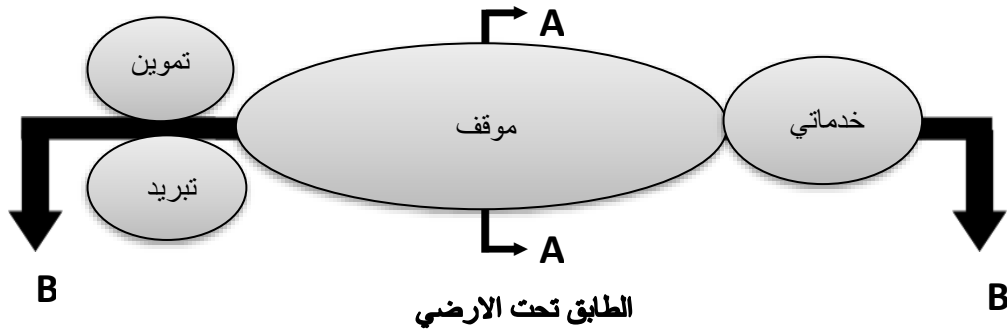 A
تموين
خدماتي
موقف
تبريد
A
B
B
الطابق تحت الارضي